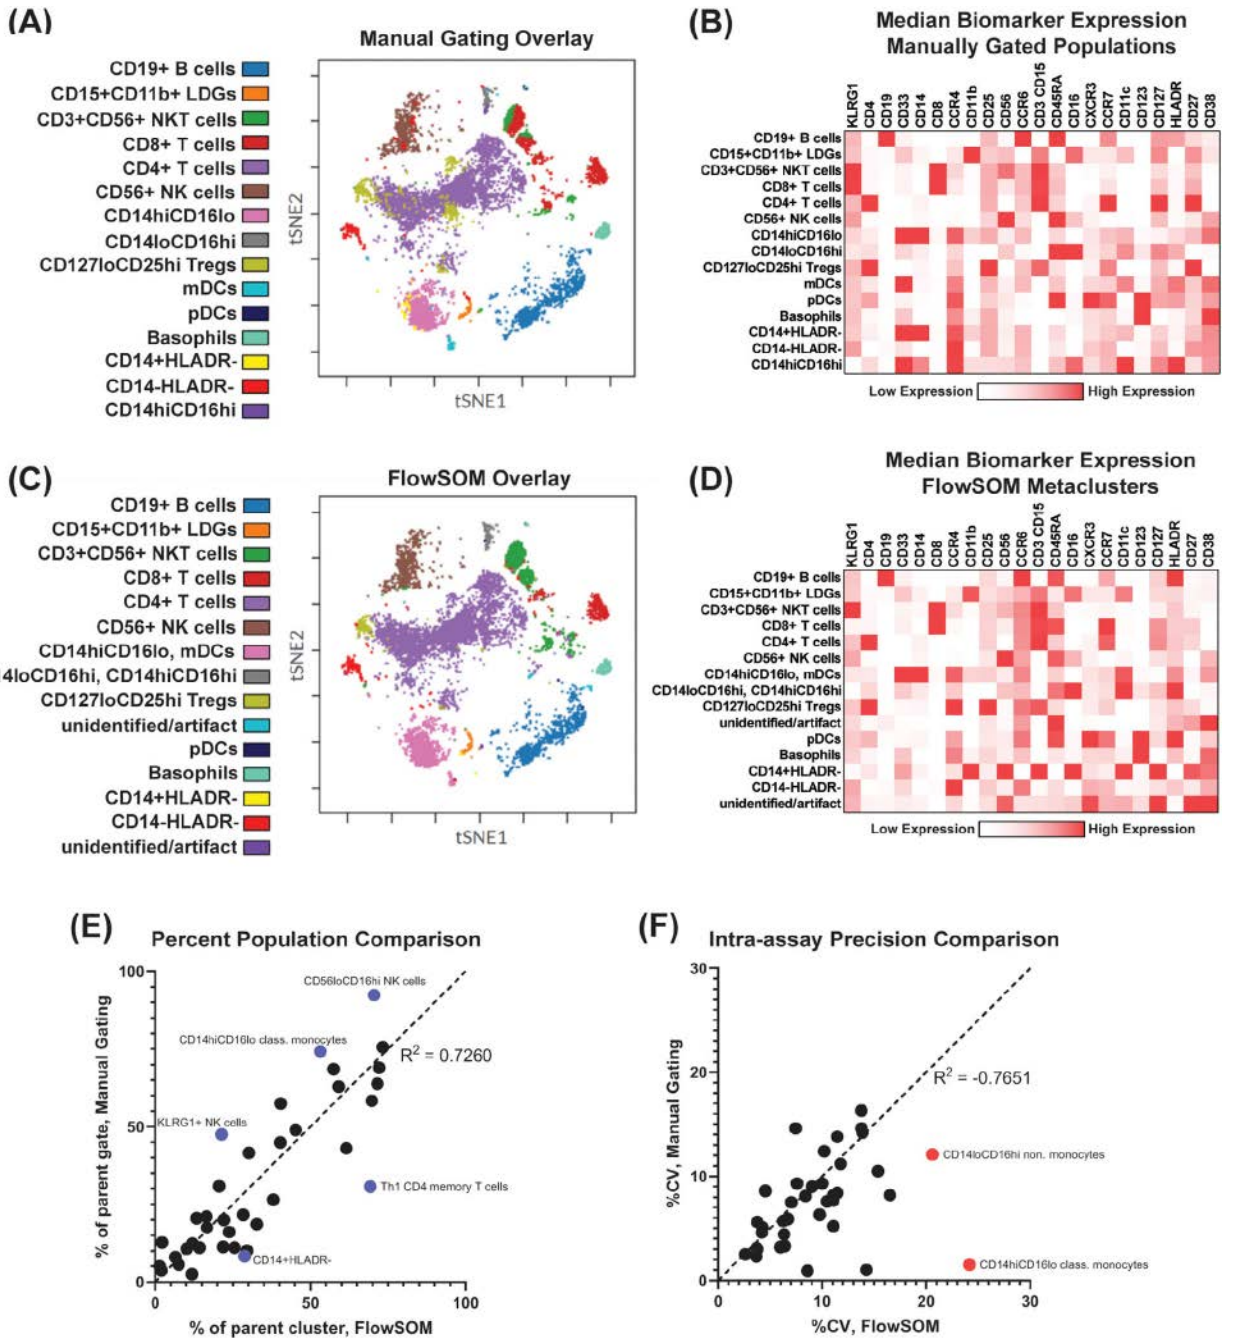 (A)
Manual Gating Overlay
CD19+ B cells
CD15+CD11b+ LDGs
CD3+CD56+ NKT cells
CD8+ T cells
CD4+ T cells
CD56+ NK cells
CD14hiCD16lo
CD14loCD16hi
CD127loCD25hi Tregs
mDCs
pDCs
Basophils
CD14+HLADR-
CD14-HLADR-
CD14hiCD16hi
tSNE2
tSNE1
(B)
Median Biomarker Expression
Manually Gated Populations
KLRG1
CD4
CD19
CD33
CD14
CD8
CCR4
CD11b
CD25
CD56
CCR6
CD3 CD15
CD45RA
CD16
CXCR3
CCR7
CD11c
CD123
CD127
HLADR
CD27
CD38
CD19+ B cells
CD15+CD11b+ LDGs
CD3+CD56+ NKT cells
CD8+ T cells
CD4+ T cells
CD56+ NK cells
CD14hiCD16lo
CD14loCD16hi
CD127loCD25hi Tregs
mDCs
pDCs
Basophils
CD14+HLADR-
CD14-HLADR-
CD14hiCD16hi
Low Expression High Expression
(C)
FlowSOM Overlay
CD19+ B cells
CD15+CD11b+ LDGs
CD3+CD56+ NKT cells
CD8+ T cells
CD4+ T cells
CD56+ NK cells
CD14hiCD16lo, mDCs
14loCD16hi, CD14hiCD16hi
CD127loCD25hi Tregs
unidentified/artifact
pDCs
Basophils
CD14+HLADR-
CD14-HLADR-
unidentified/artifact
tSNE2
tSNE1
(D)
Median Biomarker Expression
FlowSOM Metaclusters
KLRG1
CD4
CD19
CD33
CD14
CD8
CCR4
CD11b
CD25
CD56
CCR6
CD3 CD15
CD45RA
CD16
CXCR3
CCR7
CD11c
CD123
CD127
HLADR
CD27
CD38
CD19+ B cells
CD15+CD11b+ LDGs
CD3+CD56+ NKT cells
CD8+ T cells
CD4+ T cells
CD56+ NK cells
CD14hiCD16lo, mDCs
CD14loCD16hi, CD14hiCD16hi
CD127loCD25hi Tregs
unidentified/artifact
pDCs
Basophils
CD14+HLADR-
CD14-HLADR-
unidentified/artifact
Low Expression High Expression
(E)
Percent Population Comparison
% of parent gate, Manual Gating
100
50
0
CD56loCD16hi NK cells
CD14hiCD16lo class. monocytes
R² = 0.7260
KLRG1+ NK cells
Th1 CD4 memory T cells
CD14+HLADR-
0 50 100
% of parent cluster, FlowSOM
(F)
Intra-assay Precision Comparison
%CV, Manual Gating
30
20
10
0
R² = -0.7651
CD14loCD16hi non. monocytes
CD14hiCD16lo class. monocytes
0 10 20 30
%CV, FlowSOM